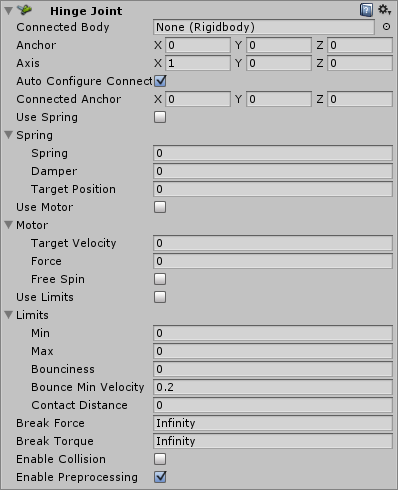 Hinge Joint
Connected Body None (Rigidbody)
Anchor X 0 Y 0 Z 0
Axis X 1 Y 0 Z 0
Auto Configure Connect
Connected Anchor X 0 Y 0 Z 0
Use Spring
Spring
Spring 0
Damper 0
Target Position 0
Use Motor
Motor
Target Velocity 0
Force 0
Free Spin
Use Limits
Limits
Min 0
Max 0
Bounciness 0
Bounce Min Velocity 0.2
Contact Distance 0
Break Force Infinity
Break Torque Infinity
Enable Collision
Enable Preprocessing